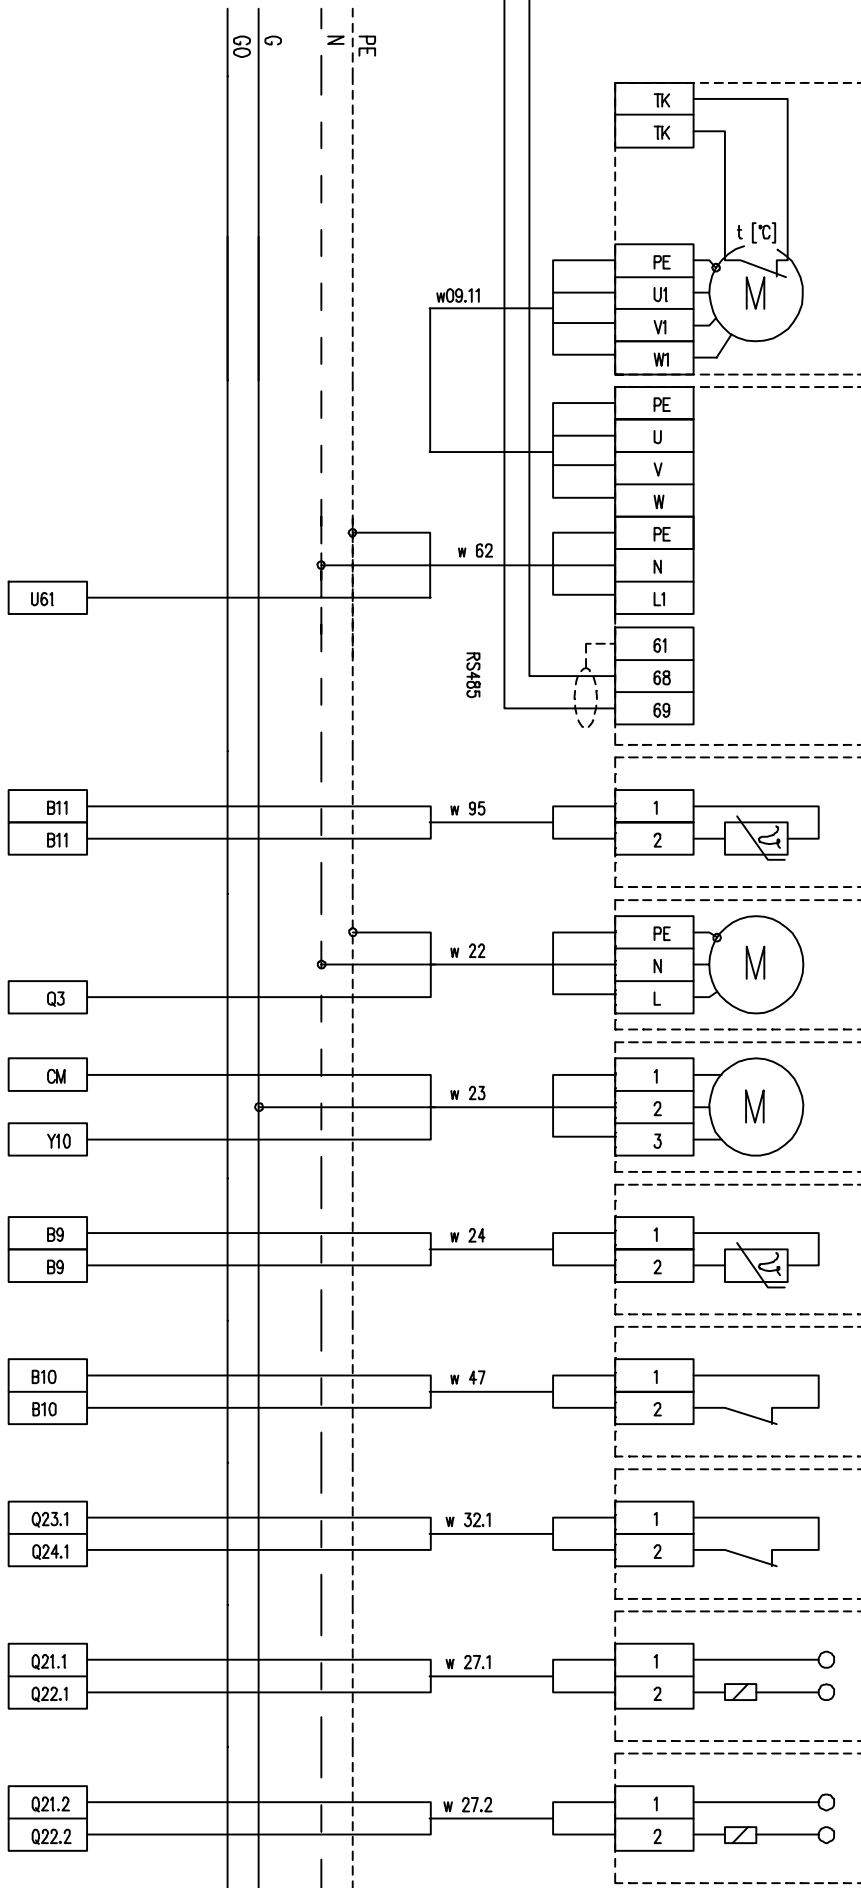 G0
G
N
PE
TK
TK
t [°C]
M
PE
U1
V1
W1
w09.11
PE
U
V
W
PE
N
L1
w 62
U61
61
68
69
RS485
B11
B11
w 95
1
2
PE
N
L
M
w 22
Q3
CM
Y10
w 23
1
2
3
M
B9
B9
w 24
1
2
B10
B10
w 47
1
2
Q23.1
Q24.1
w 32.1
1
2
Q21.1
Q22.1
w 27.1
1
2
Q21.2
Q22.2
w 27.2
1
2